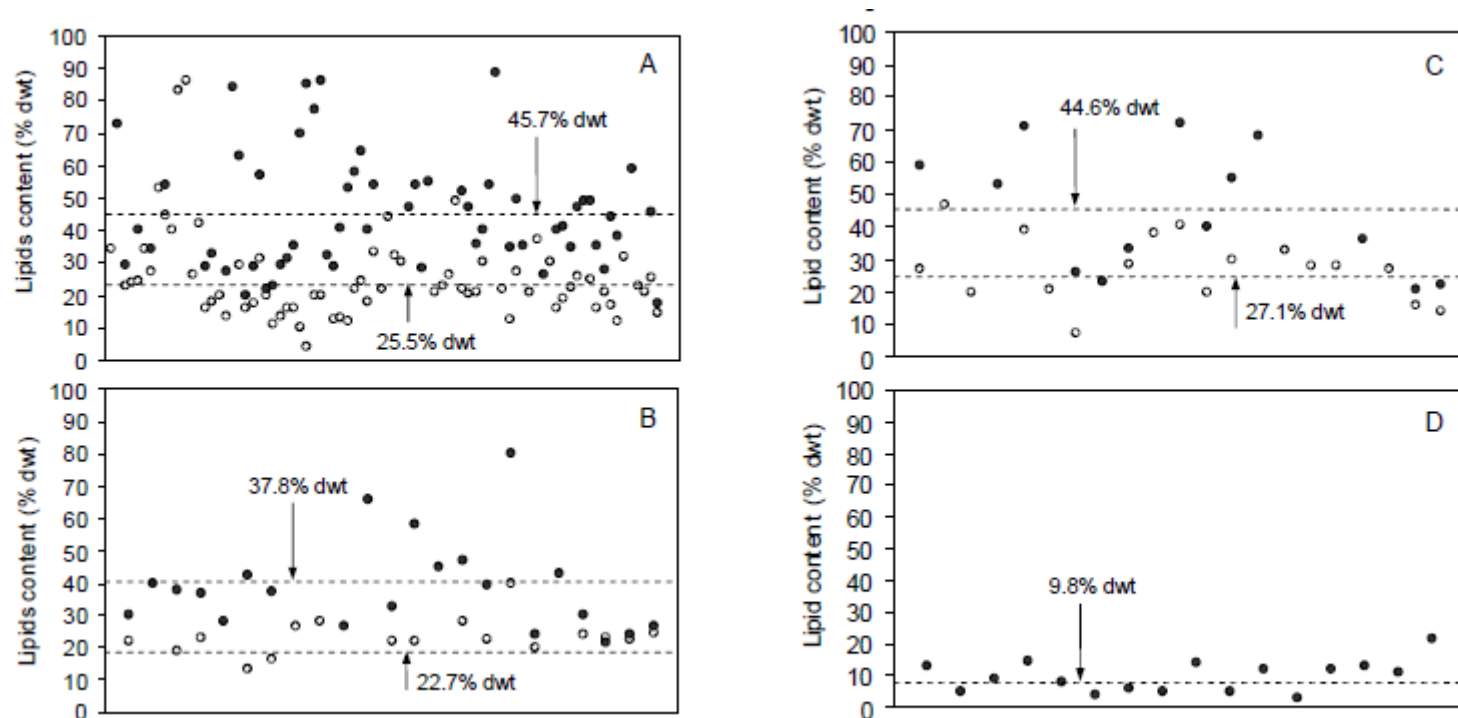 Lipids content (% dwt)
100
90
80
70
60
50
40
30
20
10
0
A
45.7% dwt
25.5% dwt
Lipids content (% dwt)
100
90
80
70
60
50
40
30
20
10
0
B
37.8% dwt
22.7% dwt
Lipid content (% dwt)
100
90
80
70
60
50
40
30
20
10
0
C
44.6% dwt
27.1% dwt
Lipid content (% dwt)
100
90
80
70
60
50
40
30
20
10
0
D
9.8% dwt